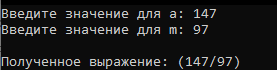 Введите значение для a: 147
Введите значение для m: 97
Полученное выражение: (147/97)